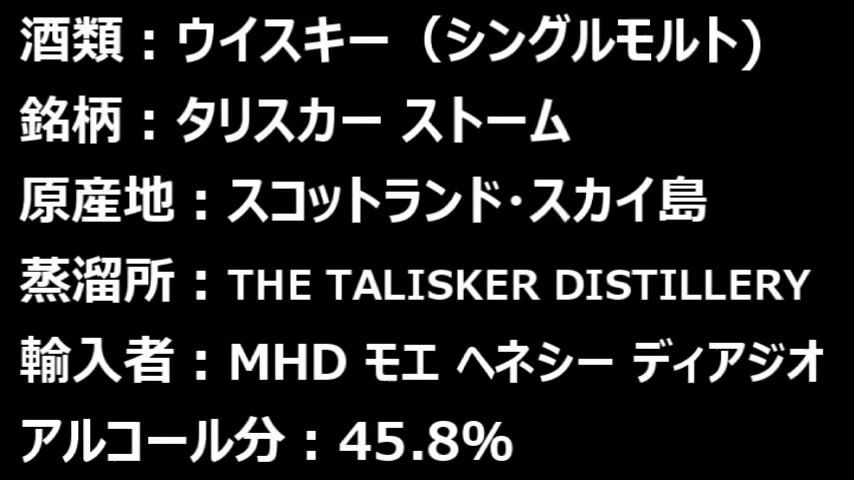 酒類：ウイスキー（シングルモルト)
銘柄：タリスカー ストーム
原産地：スコットランド･スカイ島
蒸溜所：THE TALISKER DISTILLERY
輸入者：MHD モエ ヘネシー ディアジオ
アルコール分：45.8%